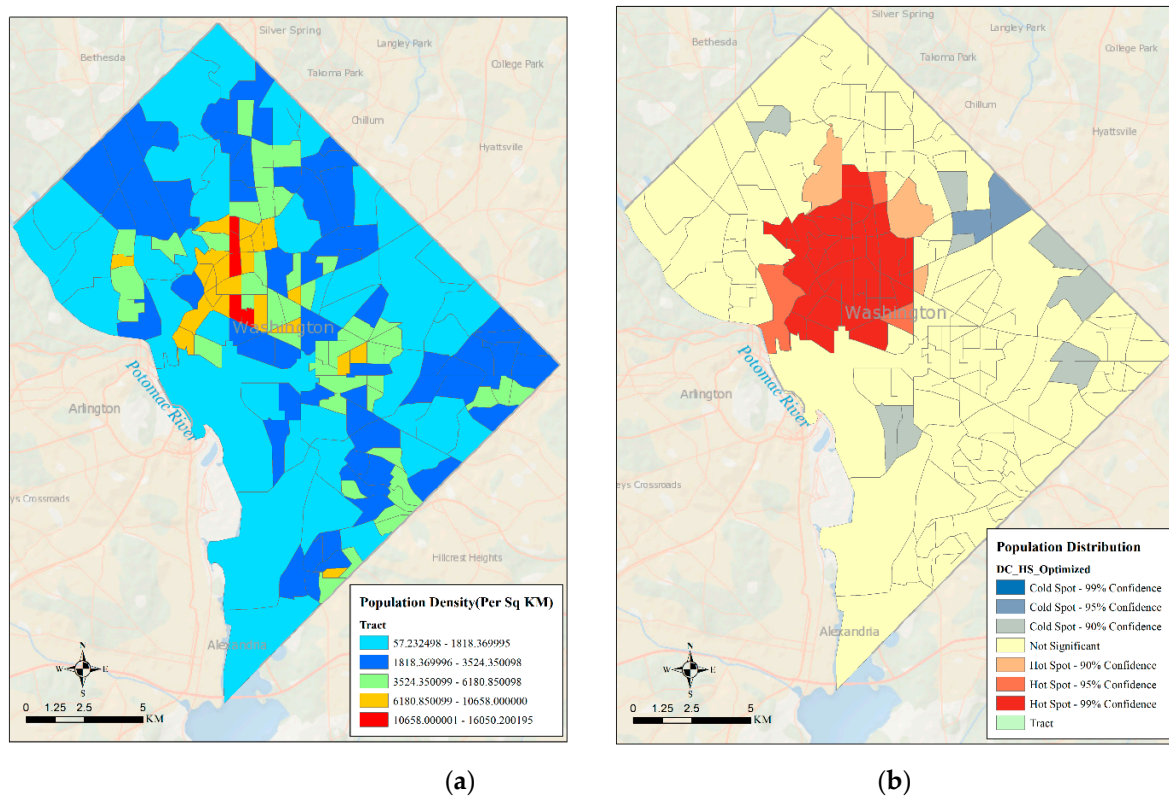 Silver Spring
Bethesda
Langley Park
Takoma Park
College Park
Chillum
Hyattsville
Washington
Potomac River
Arlington
eys Crossroads
Hillcrest Heights
Alexandria
N
W E
S
0 1.25 2.5 5
KM
Population Density(Per Sq KM)
Tract
57.232498 - 1818.369995
1818.369996 - 3524.350098
3524.350099 - 6180.850098
6180.850099 - 10658.000000
10658.000001 - 16050.200195
(a)
Silver Spring
Bethesda
Langley Park
Takoma Park
College Park
Chillum
Hyattsville
Washington
Potomac River
Arlington
eys Crossroads
Alexandria
N
W E
S
0 1.25 2.5 5
KM
Population Distribution
DC_HS_Optimized
Cold Spot - 99% Confidence
Cold Spot - 95% Confidence
Cold Spot - 90% Confidence
Not Significant
Hot Spot - 90% Confidence
Hot Spot - 95% Confidence
Hot Spot - 99% Confidence
Tract
(b)